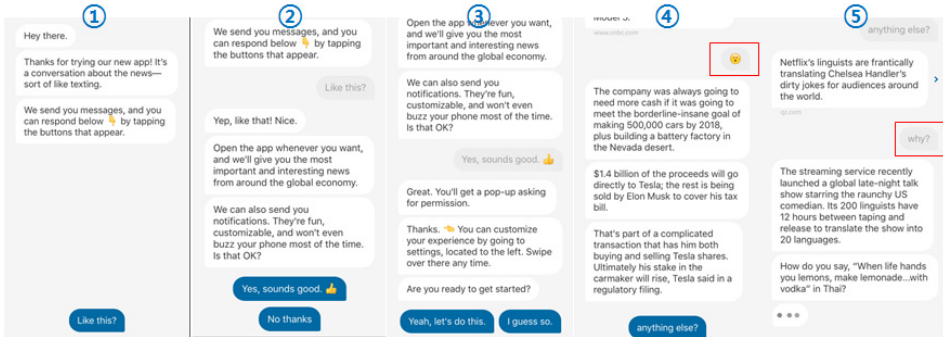 ①
Hey there.
Thanks for trying our new app! It's
a conversation about the news—
sort of like texting.
We send you messages, and you
can respond below 👇 by tapping
the buttons that appear.
Like this?
②
We send you messages, and you
can respond below 👇 by tapping
the buttons that appear.
Like this?
Yep, like that! Nice.
Open the app whenever you want,
and we'll give you the most
important and interesting news
from around the global economy.
We can also send you
notifications. They're fun,
customizable, and won't even
buzz your phone most of the time.
Is that OK?
Yes, sounds good. 👍
No thanks
③
Open the app whenever you want,
and we'll give you the most
important and interesting news
from around the global economy.
We can also send you
notifications. They're fun,
customizable, and won't even
buzz your phone most of the time.
Is that OK?
Yes, sounds good. 👍
Great. You'll get a pop-up asking
for permission.
Thanks. 👈 You can customize
your experience by going to
settings, located to the left. Swipe
over there any time.
Are you ready to get started?
Yeah, let's do this.
I guess so.
④
Model 3.
www.cnbc.com
😮
The company was always going to
need more cash if it was going to
meet the borderline-insane goal of
making 500,000 cars by 2018,
plus building a battery factory in
the Nevada desert.
$1.4 billion of the proceeds will go
directly to Tesla; the rest is being
sold by Elon Musk to cover his tax
bill.
That's part of a complicated
transaction that has him both
buying and selling Tesla shares.
Ultimately his stake in the
carmaker will rise, Tesla said in a
regulatory filing.
anything else?
⑤
anything else?
Netflix's linguists are frantically
translating Chelsea Handler's
dirty jokes for audiences around
the world.
qz.com
why?
The streaming service recently
launched a global late-night talk
show starring the raunchy US
comedian. Its 200 linguists have
12 hours between taping and
release to translate the show into
20 languages.
How do you say, "When life hands
you lemons, make lemonade...with
vodka" in Thai?